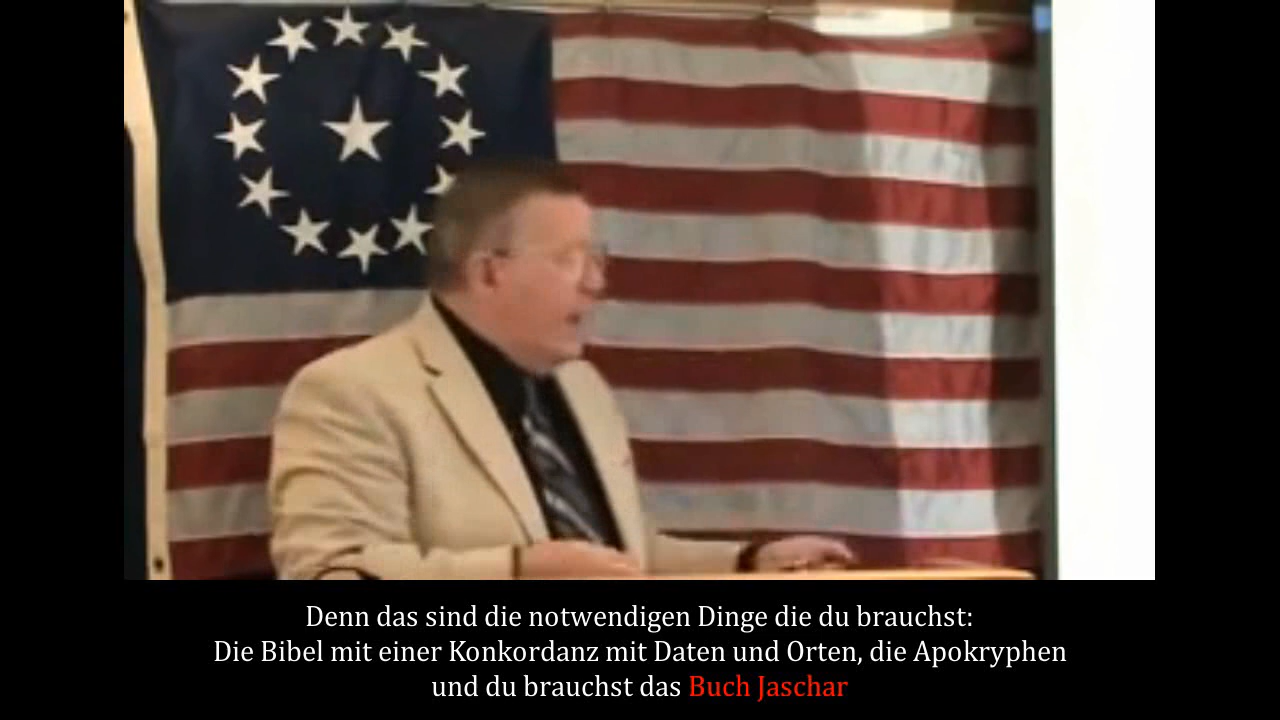 Denn das sind die notwendigen Dinge die du brauchst:
Die Bibel mit einer Konkordanz mit Daten und Orten, die Apokryphen
und du brauchst das Buch Jaschar